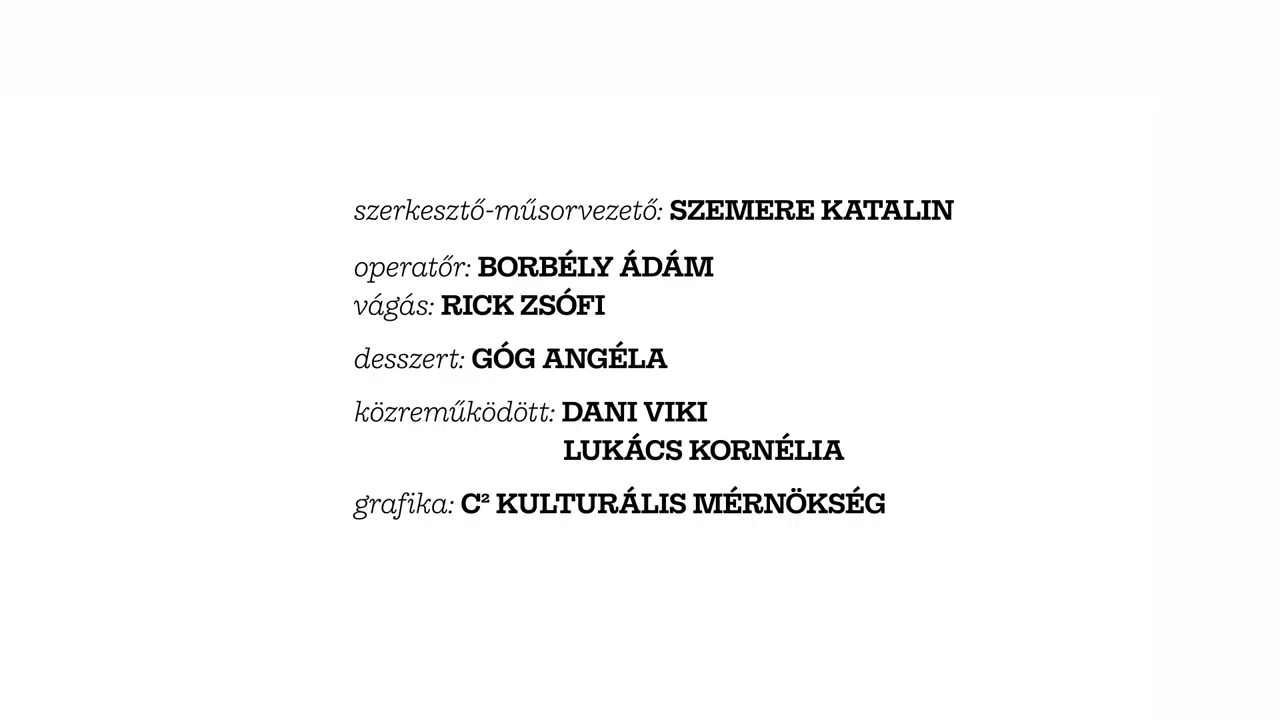 szerkesztő-műsorvezető: SZEMERE KATALIN
operatőr: BORBÉLY ÁDÁM
vágás: RICK ZSÓFI
desszert: GÓG ANGÉLA
közreműködött: DANI VIKI
LUKÁCS KORNÉLIA
grafika: C² KULTURÁLIS MÉRNÖKSÉG